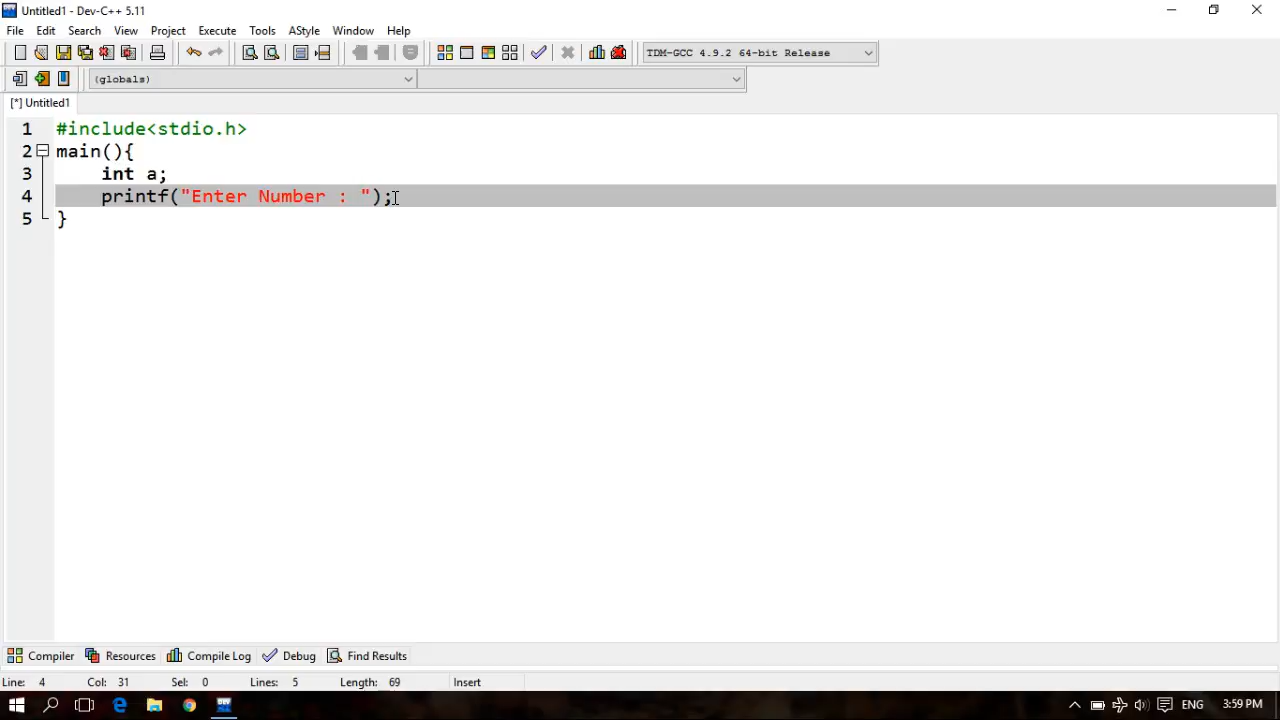 Untitled1 - Dev-C++ 5.11
File Edit Search View Project Execute Tools AStyle Window Help
TDM-GCC 4.9.2 64-bit Release
(globals)
[*] Untitled1
1 #include<stdio.h>
2 main(){
3 int a;
4 printf("Enter Number : ");
5 }
Compiler Resources Compile Log Debug Find Results
Line: 4 Col: 31 Sel: 0 Lines: 5 Length: 69 Insert
DEV ENG 3:59 PM